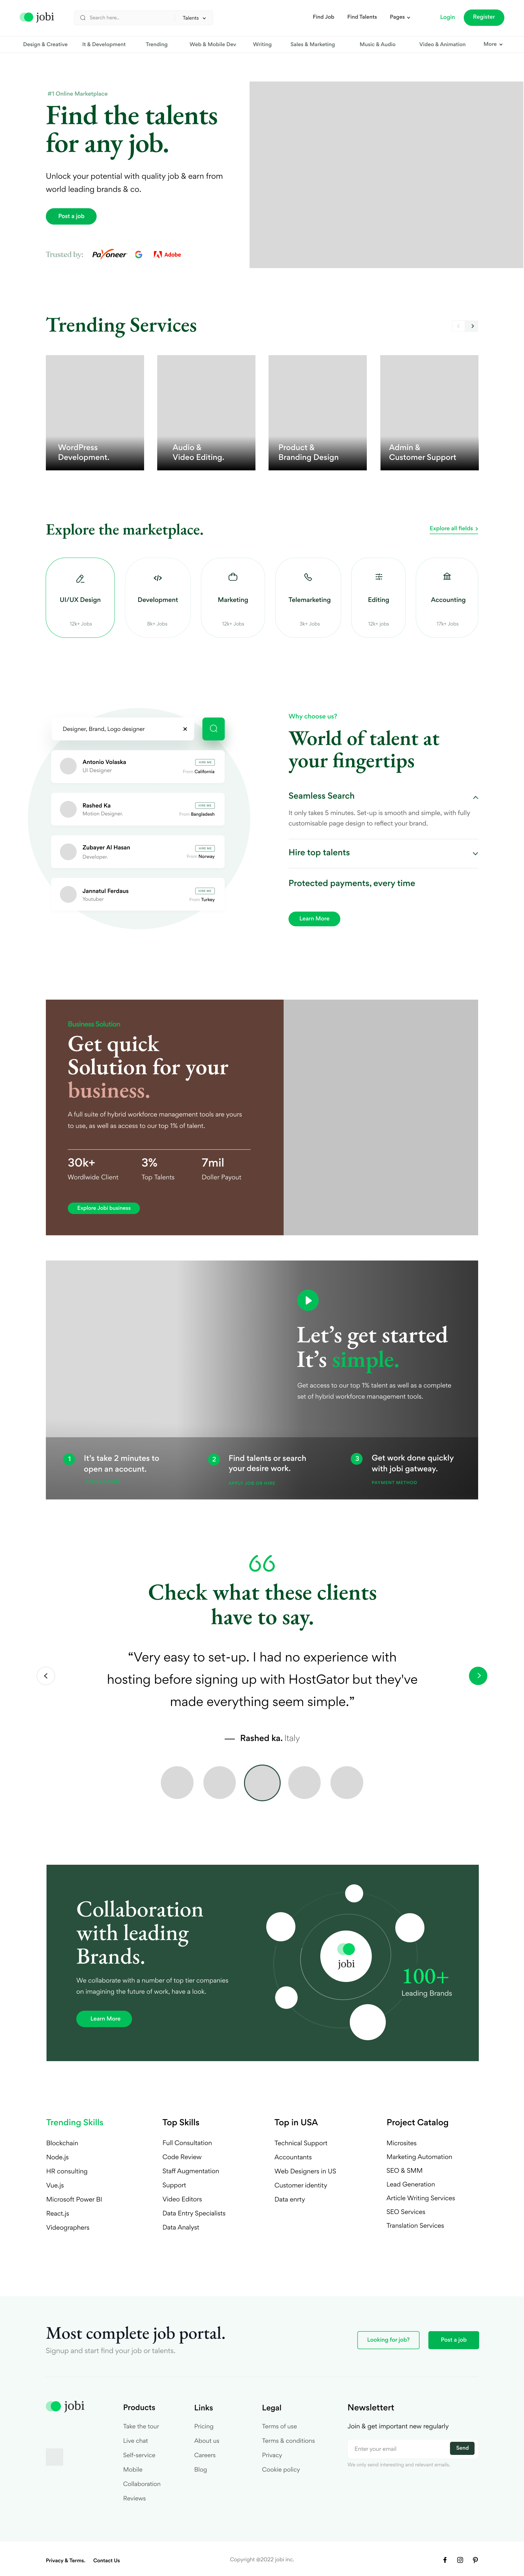 jobi
Search here..
Talents
Find Job
Find Talents
Pages
Login
Register
Design & Creative
It & Development
Trending
Web & Mobile Dev
Writing
Sales & Marketing
Music & Audio
Video & Animation
More
#1 Online Marketplace
Find the talents
for any job.
Unlock your potential with quality job & earn from
world leading brands & co.
Post a job
Trusted by:
Payoneer
G
Adobe
Trending Services
WordPress
Development.
Audio &
Video Editing.
Product &
Branding Design
Admin &
Customer Support
Explore the marketplace.
Explore all fields
UI/UX Design
12k+ Jobs
Development
8k+ Jobs
Marketing
12k+ Jobs
Telemarketing
3k+ Jobs
Editing
12k+ jobs
Accounting
17k+ Jobs
Designer, Brand, Logo designer
Antonio Volaska
UI Designer
HIRE ME
From California
Rashed Ka
Motion Designer.
HIRE ME
From Bangladesh
Zubayer Al Hasan
Developer.
HIRE ME
From Norway
Jannatul Ferdaus
Youtuber
HIRE ME
From Turkey
Why choose us?
World of talent at
your fingertips
Seamless Search
It only takes 5 minutes. Set-up is smooth and simple, with fully
customisable page design to reflect your brand.
Hire top talents
Protected payments, every time
Learn More
Business Solution
Get quick
Solution for your
business.
A full suite of hybrid workforce management tools are yours
to use, as well as access to our top 1% of talent.
30k+
Wordlwide Client
3%
Top Talents
7mil
Doller Payout
Explore Jobi business
Let's get started
It's simple.
Get access to our top 1% talent as well as a complete
set of hybrid workforce management tools.
1
It's take 2 minutes to
open an acocunt.
2
Find talents or search
your desire work.
APPLY JOB OR HIRE
3
Get work done quickly
with jobi gatweay.
PAYMENT METHOD
Check what these clients
have to say.
“Very easy to set-up. I had no experience with
hosting before signing up with HostGator but they've
made everything seem simple.”
Rashed ka. Italy
Collaboration
with leading
Brands.
We collaborate with a number of top tier companies
on imagining the future of work, have a look.
Learn More
jobi
100+
Leading Brands
Trending Skills
Blockchain
Node.js
HR consulting
Vue.js
Microsoft Power BI
React.js
Videographers
Top Skills
Full Consultation
Code Review
Staff Augmentation
Support
Video Editors
Data Entry Specialists
Data Analyst
Top in USA
Technical Support
Accountants
Web Designers in US
Customer identity
Data enrty
Project Catalog
Microsites
Marketing Automation
SEO & SMM
Lead Generation
Article Writing Services
SEO Services
Translation Services
Most complete job portal.
Signup and start find your job or talents.
Looking for job?
Post a job
jobi
Products
Take the tour
Live chat
Self-service
Mobile
Collaboration
Reviews
Links
Pricing
About us
Careers
Blog
Legal
Terms of use
Terms & conditions
Privacy
Cookie policy
Newslettert
Join & get important new regularly
Enter your email
Send
We only send interesting and relevant emails.
Privacy & Terms.
Contact Us
Copyright @2022 jobi inc.